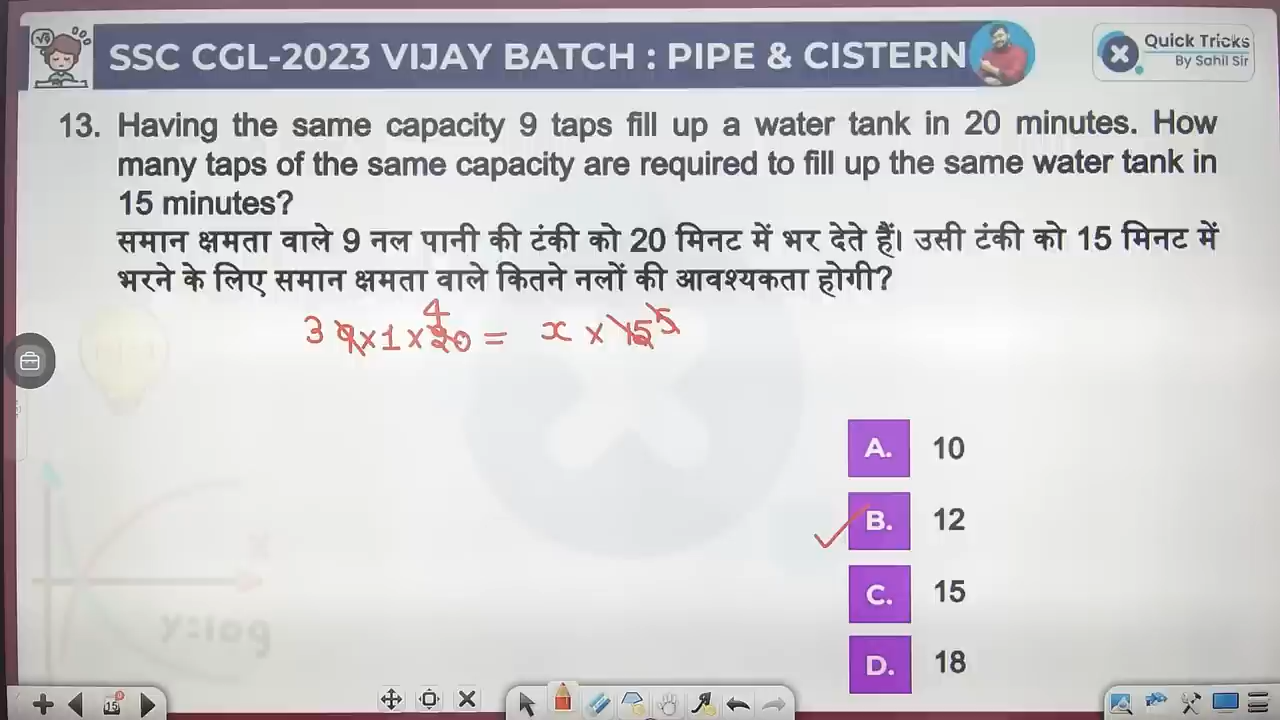 SSC CGL-2023 VIJAY BATCH : PIPE & CISTERN
Quick Tricks
By Sahil Sir
13. Having the same capacity 9 taps fill up a water tank in 20 minutes. How
many taps of the same capacity are required to fill up the same water tank in
15 minutes?
समान क्षमता वाले 9 नल पानी की टंकी को 20 मिनट में भर देते हैं। उसी टंकी को 15 मिनट में
भरने के लिए समान क्षमता वाले कितने नलों की आवश्यकता होगी?
4
3 9 × 1 × 20 = x × 15 5
A. 10
B. 12
C. 15
D. 18
y=log
15